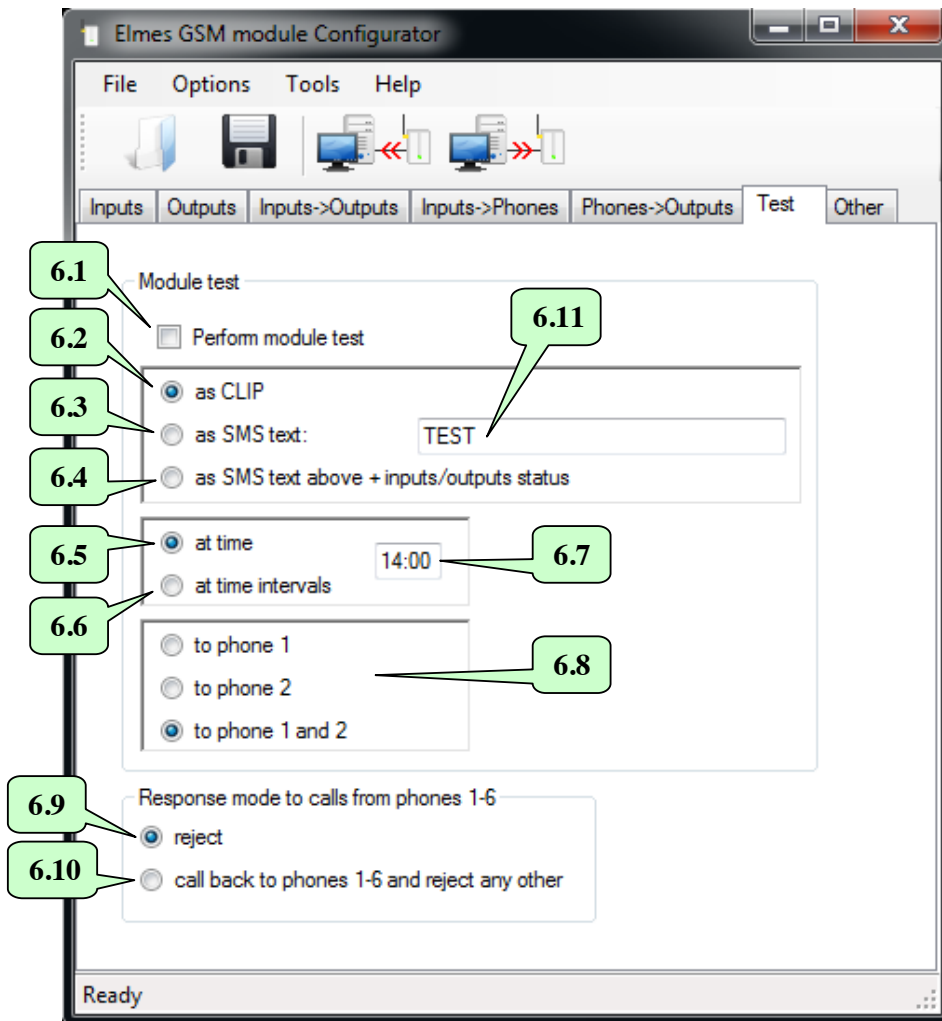 Elmes GSM module Configurator
File Options Tools Help
Inputs Outputs Inputs->Outputs Inputs->Phones Phones->Outputs Test Other
6.1
Module test
6.11
6.2
Perform module test
as CLIP
6.3
as SMS text: TEST
6.4
as SMS text above + inputs/outputs status
6.5
at time
14:00
6.7
6.6
at time intervals
to phone 1
6.8
to phone 2
to phone 1 and 2
6.9
Response mode to calls from phones 1-6
reject
6.10
call back to phones 1-6 and reject any other
Ready